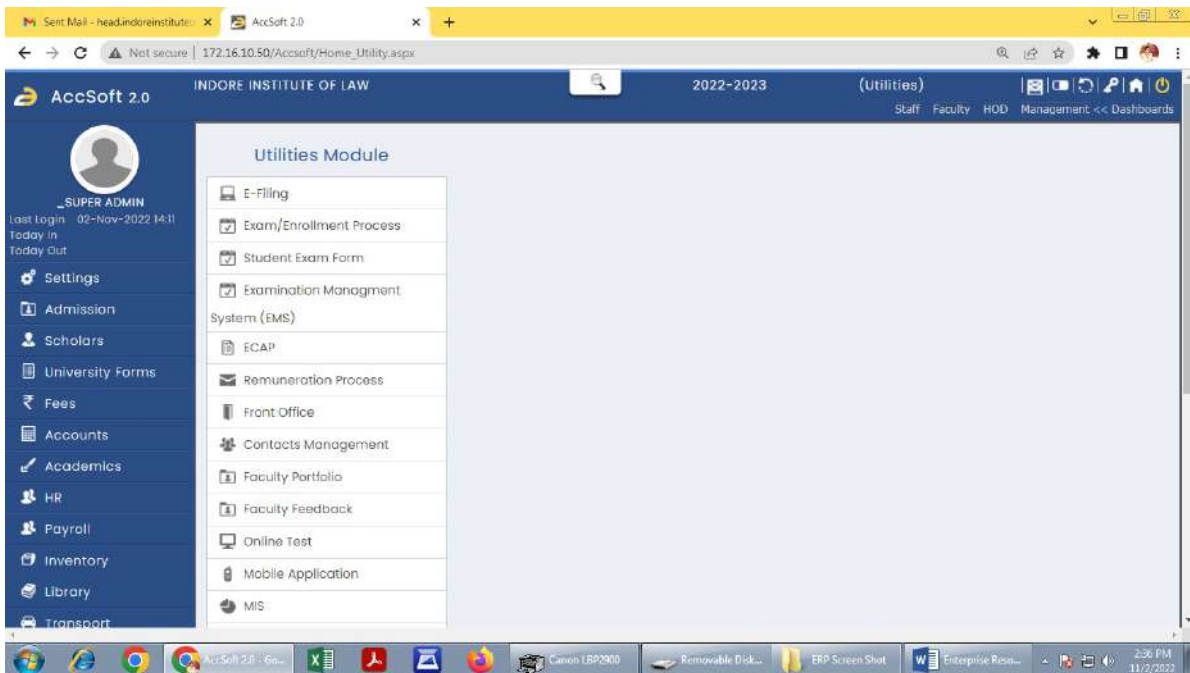 Sent Mail - head.indoreinstitute
AccSoft 2.0
Not secure | 172.16.10.50/Accsoft/Home_Utility.aspx
AccSoft 2.0
INDORE INSTITUTE OF LAW
2022-2023
(Utilities)
Staff Faculty HOD Management << Dashboards
_SUPER ADMIN
Last Login 02-Nov-2022 14:11
Today In
Today Out
Settings
Admission
Scholars
University Forms
Fees
Accounts
Academics
HR
Payroll
Inventory
Library
Transport
Utilities Module
E-Filing
Exam/Enrollment Process
Student Exam Form
Examination Managment
System (EMS)
ECAP
Remuneration Process
Front Office
Contacts Management
Faculty Portfolio
Faculty Feedback
Online Test
Mobile Application
MIS
AccSoft 2.0 - Go...
Canon LBP2900
Removable Disk...
ERP Screen Shot
Enterprise Reso...
2:36 PM
11/2/2022